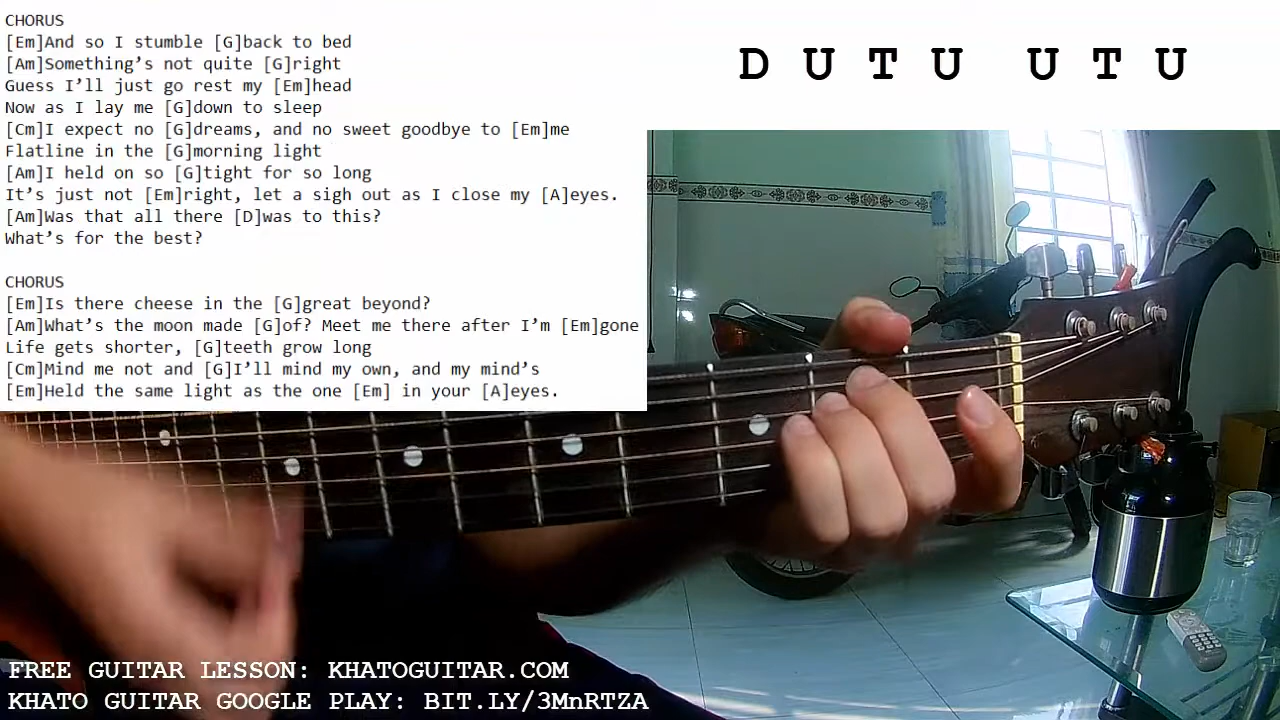 CHORUS
[Em]And so I stumble [G]back to bed
[Am]Something's not quite [G]right
Guess I'll just go rest my [Em]head
Now as I lay me [G]down to sleep
[Cm]I expect no [G]dreams, and no sweet goodbye to [Em]me
Flatline in the [G]morning light
[Am]I held on so [G]tight for so long
It's just not [Em]right, let a sigh out as I close my [A]eyes.
[Am]Was that all there [D]was to this?
What's for the best?
CHORUS
[Em]Is there cheese in the [G]great beyond?
[Am]What's the moon made [G]of? Meet me there after I'm [Em]gone
Life gets shorter, [G]teeth grow long
[Cm]Mind me not and [G]I'll mind my own, and my mind's
[Em]Held the same light as the one [Em] in your [A]eyes.
D U T U U T U
FREE GUITAR LESSON: KHATOGUITAR.COM
KHATO GUITAR GOOGLE PLAY: BIT.LY/3MnRTZA